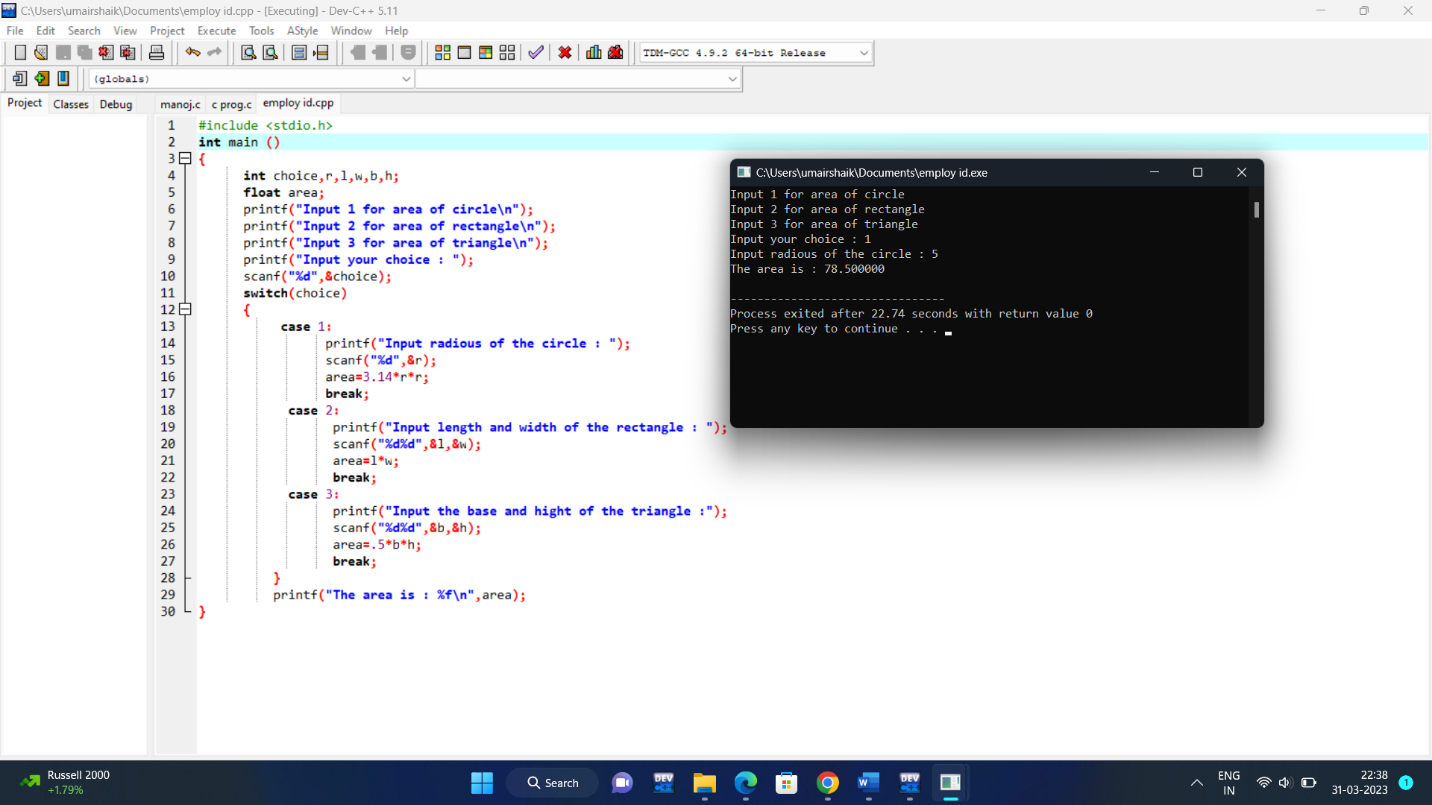 C:\Users\umairshaik\Documents\employ id.cpp - [Executing] - Dev-C++ 5.11
File Edit Search View Project Execute Tools AStyle Window Help
TDM-GCC 4.9.2 64-bit Release
(globals)
Project Classes Debug manoj.c c prog.c employ id.cpp
1 #include <stdio.h>
2 int main ()
3 {
4 int choice,r,l,w,b,h;
5 float area;
6 printf("Input 1 for area of circle\n");
7 printf("Input 2 for area of rectangle\n");
8 printf("Input 3 for area of triangle\n");
9 printf("Input your choice : ");
10 scanf("%d",&choice);
11 switch(choice)
12 {
13 case 1:
14 printf("Input radious of the circle : ");
15 scanf("%d",&r);
16 area=3.14*r*r;
17 break;
18 case 2:
19 printf("Input length and width of the rectangle : ");
20 scanf("%d%d",&l,&w);
21 area=l*w;
22 break;
23 case 3:
24 printf("Input the base and hight of the triangle :");
25 scanf("%d%d",&b,&h);
26 area=.5*b*h;
27 break;
28 }
29 printf("The area is : %f\n",area);
30 }
C:\Users\umairshaik\Documents\employ id.exe
Input 1 for area of circle
Input 2 for area of rectangle
Input 3 for area of triangle
Input your choice : 1
Input radious of the circle : 5
The area is : 78.500000
--------------------------------
Process exited after 22.74 seconds with return value 0
Press any key to continue . . .
Russell 2000
+1.79%
Search
DEV C++
DEV C++
ENG
IN
22:38
31-03-2023
1